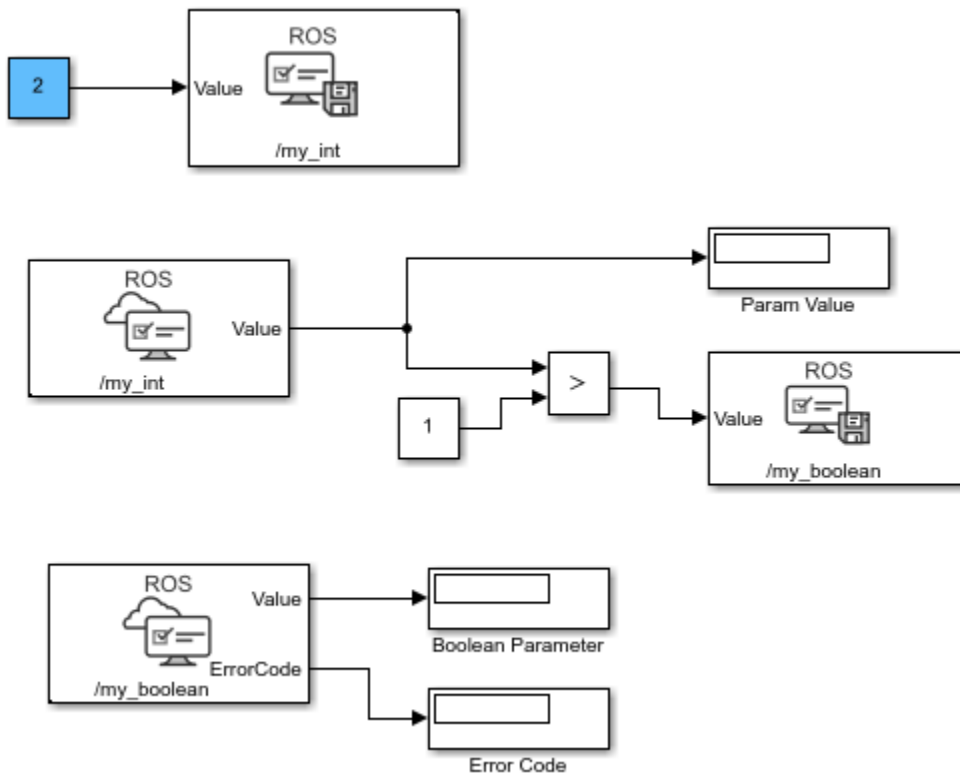 ROS
2
Value
/my_int
ROS
Value
/my_int
Param Value
>
1
ROS
Value
/my_boolean
ROS
Value
ErrorCode
/my_boolean
Boolean Parameter
Error Code